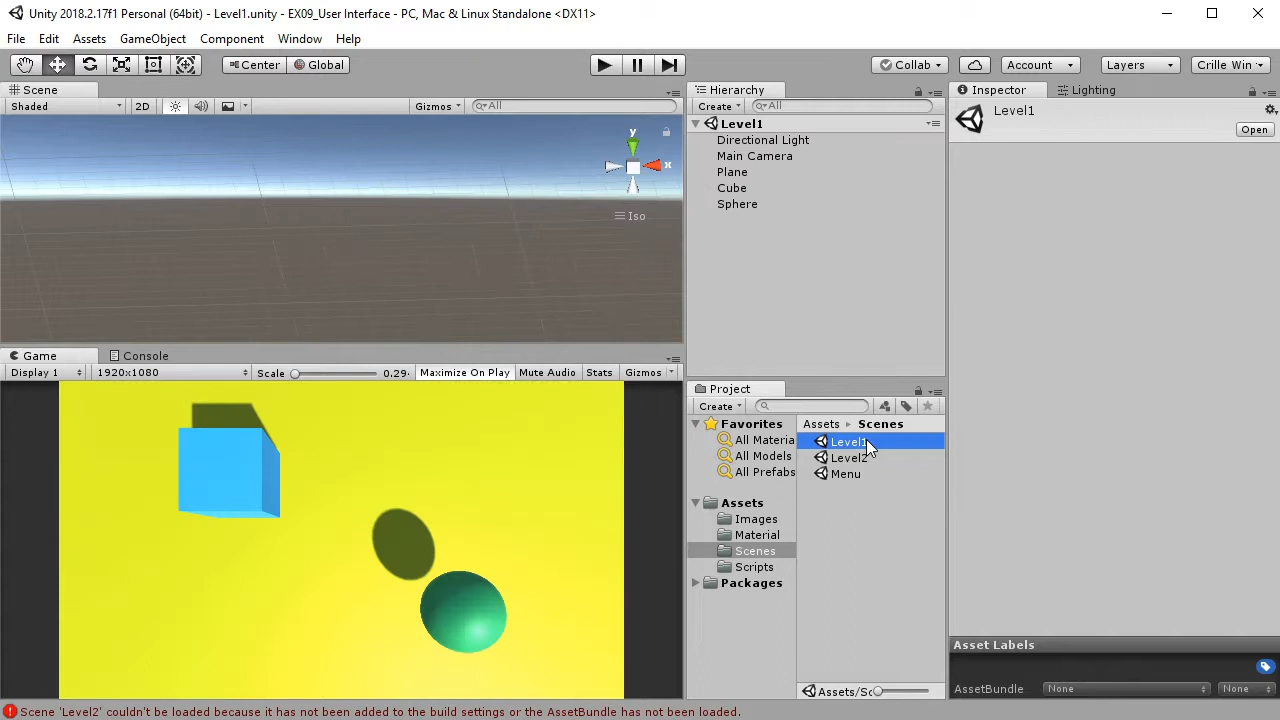 Unity 2018.2.17f1 Personal (64bit) - Level1.unity - EX09_User Interface - PC, Mac & Linux Standalone <DX11>
File Edit Assets GameObject Component Window Help
Center Global Collab Account Layers Crille Win
Scene
Shaded 2D Gizmos All
y
x
Iso
Hierarchy
Create All
Level1
Directional Light
Main Camera
Plane
Cube
Sphere
Inspector Lighting
Level1
Open
Game Console
Display 1 1920x1080 Scale 0.29 Maximize On Play Mute Audio Stats Gizmos
Project
Create
Favorites
All Materia
All Models
All Prefabs
Assets
Images
Material
Scenes
Scripts
Packages
Assets Scenes
Level1
Level2
Menu
Assets/Sc
Asset Labels
AssetBundle None None
Scene 'Level2' couldn't be loaded because it has not been added to the build settings or the AssetBundle has not been loaded.